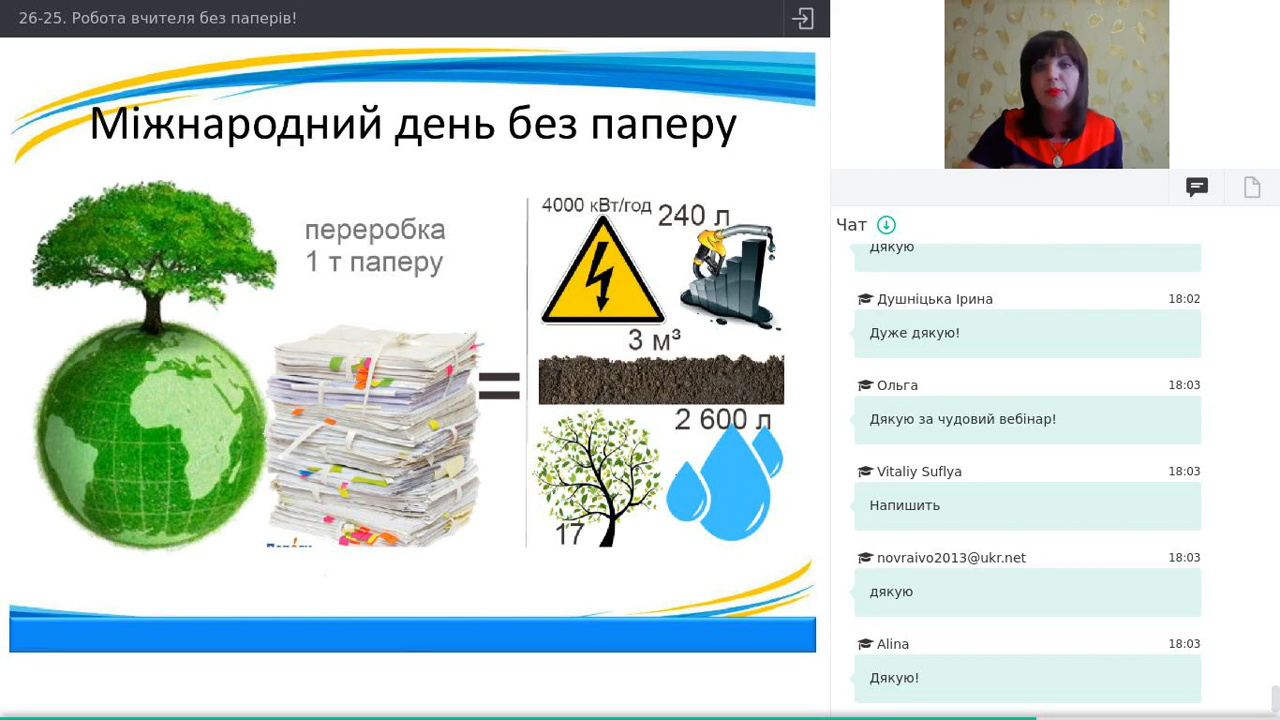 26-25. Робота вчителя без паперів!
Міжнародний день без паперу
переробка
1 т паперу
4000 кВт/год
240 л
3 м³
2 600 л
17
Чат
Дякую
Душніцька Ірина 18:02
Дуже дякую!
Ольга 18:03
Дякую за чудовий вебінар!
Vitaliy Suflya 18:03
Напишить
novraivo2013@ukr.net 18:03
дякую
Alina 18:03
Дякую!